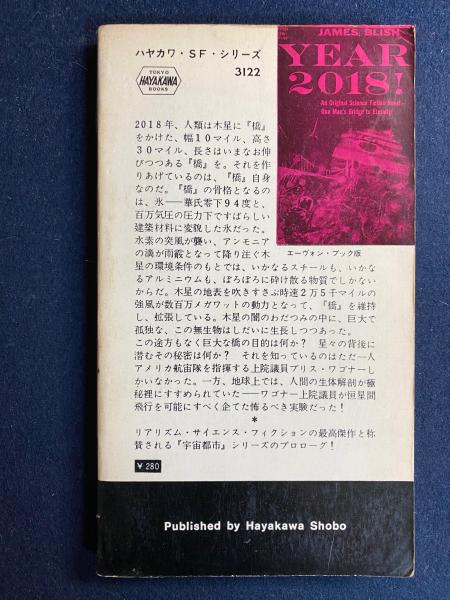 ハヤカワ・SF・シリーズ
3122
TOKYO
HAYAKAWA
BOOKS
JAMES BLISH
YEAR
2018!
An Original Science Fiction Novel—
One Man's Bridge to Eternity!
2018年、人類は木星に『橋』
をかけた、幅10マイル、高さ
30マイル、長さはいまなお伸
びつつある『橋』を。それを作
りあげているのは、『橋』自身
なのだ。『橋』の骨格となるの
は、氷——華氏零下94度と、
百万気圧の圧力下ですばらしい
建築材料に変貌した氷だった。
水素の突風が襲い、アンモニア
の滴が雨霰となって降り注ぐ木
エーヴォン・ブック版
星の環境条件のもとでは、いかなるスチールも、いかな
るアルミニウムも、ぼろぼろに砕け散る物質でしかない
からだ。木星の地表を吹きすさぶ時速2万5千マイルの
強風が数百万メガワットの動力となって、『橋』を維持
し、拡張している。木星の闇のわだつみの中に、巨大で
孤独な、この無生物はしだいに生長しつつあった。
この途方もなく巨大な橋の目的は何か？ 星々の背後に
潜むその秘密は何か？ それを知っているのはただ一人
アメリカ航宙隊を指揮する上院議員ブリス・ワゴナーし
かいなかった。一方、地球上では、人間の生体解剖が極
秘裡にすすめられていた——ワゴナー上院議員が恒星間
飛行を可能にすべく企てた怖るべき実験だった！
*
リアリズム・サイエンス・フィクションの最高傑作と称
賛される『宇宙都市』シリーズのプロローグ！
¥280
Published by Hayakawa Shobo